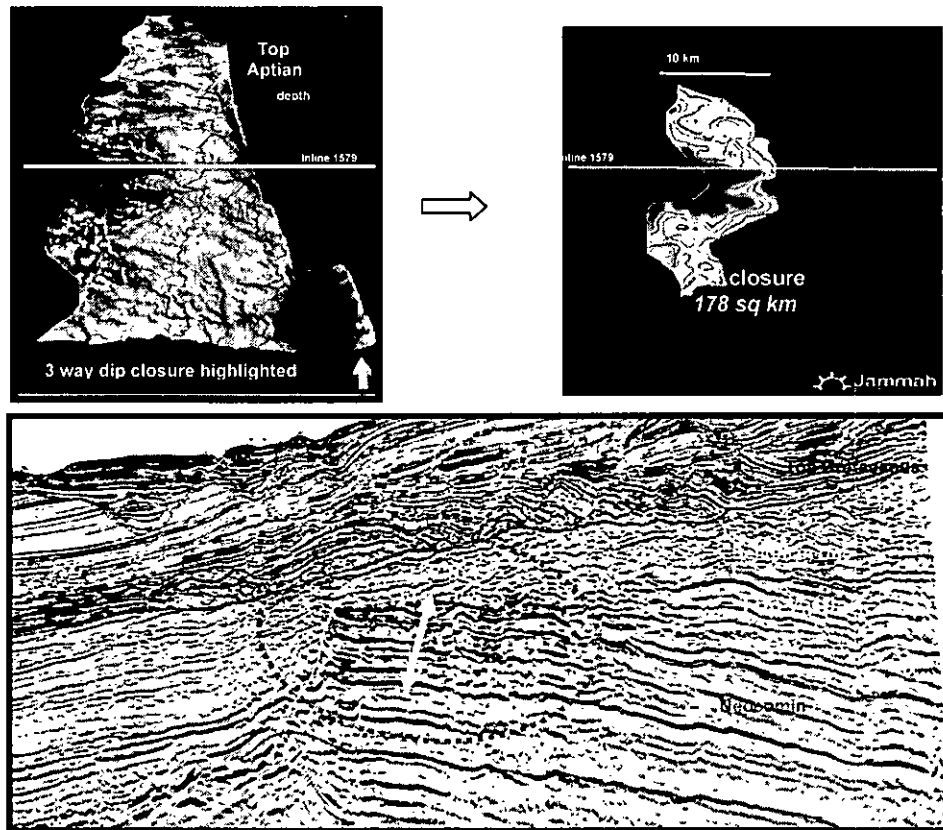 Top
Aptian
depth
Inline 1579
3 way dip closure highlighted
10 km
Inline 1579
closure
178 sq km
Jammah
Neocomin